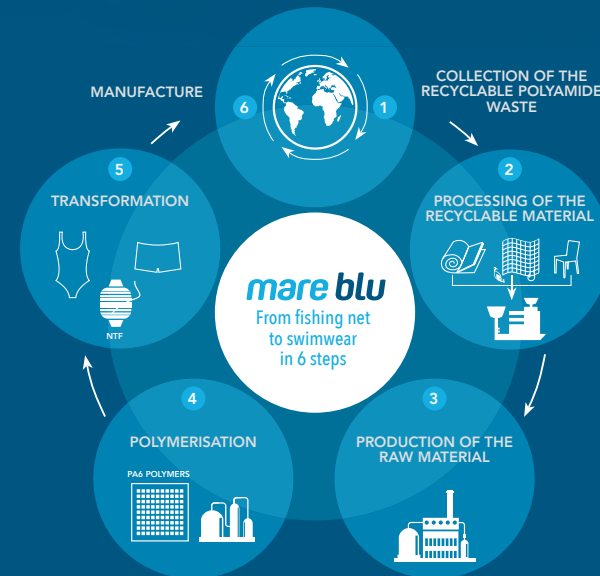 MANUFACTURE
6
1
COLLECTION OF THE
RECYCLABLE POLYAMIDE
WASTE
5
TRANSFORMATION
NTF
2
PROCESSING OF THE
RECYCLABLE MATERIAL
mare blu
From fishing net
to swimwear
in 6 steps
4
POLYMERISATION
PA6 POLYMERS
3
PRODUCTION OF THE
RAW MATERIAL